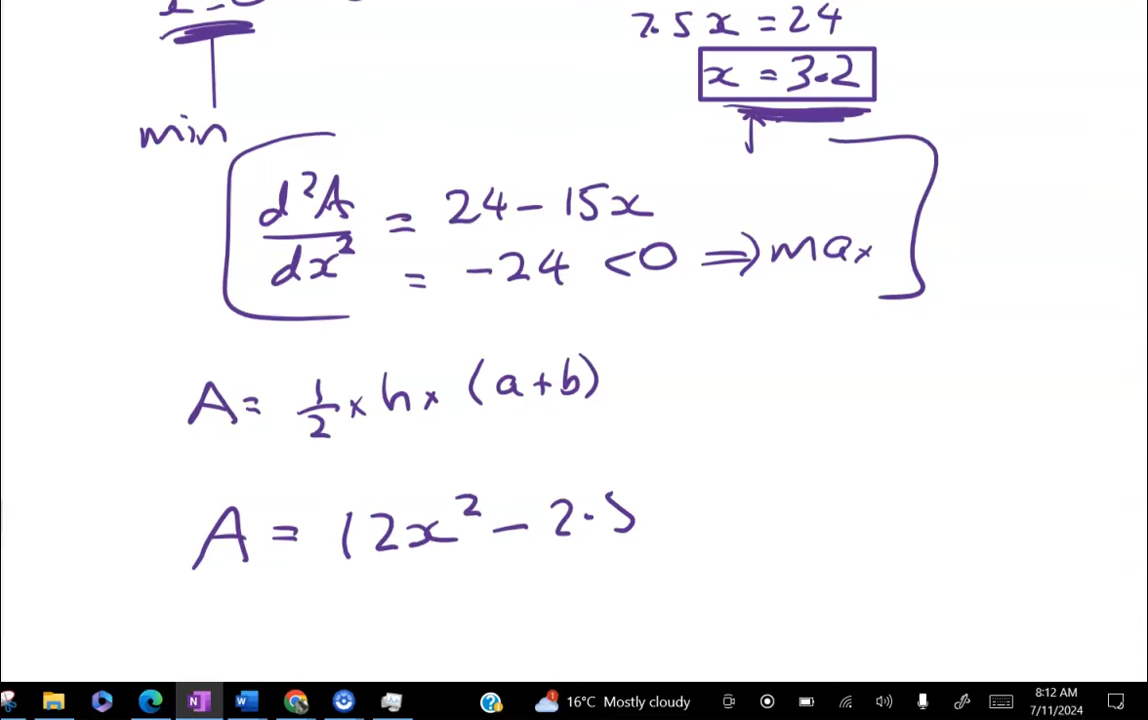 7.5x = 24
x = 3.2
min
d²A/dx² = 24 - 15x
= -24 < 0 ⇒ max
A = 1/2 × h × (a + b)
A = 12x² - 2.5
16°C Mostly cloudy
8:12 AM
7/11/2024